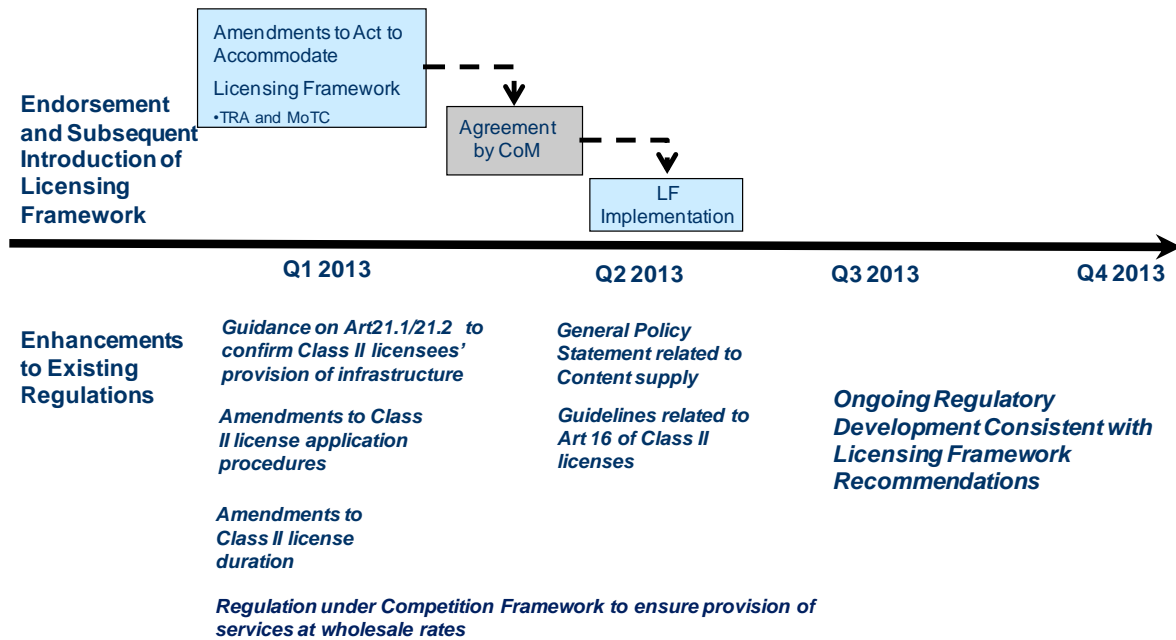 Amendments to Act to
Accommodate
Licensing Framework
•TRA and MoTC
Endorsement
and Subsequent
Introduction of
Licensing
Framework
Agreement
by CoM
LF
Implementation
Q1 2013
Q2 2013
Q3 2013
Q4 2013
Enhancements
to Existing
Regulations
Guidance on Art21.1/21.2 to
confirm Class II licensees’
provision of infrastructure
Amendments to Class
II license application
procedures
Amendments to
Class II license
duration
General Policy
Statement related to
Content supply
Guidelines related to
Art 16 of Class II
licenses
Ongoing Regulatory
Development Consistent with
Licensing Framework
Recommendations
Regulation under Competition Framework to ensure provision of
services at wholesale rates